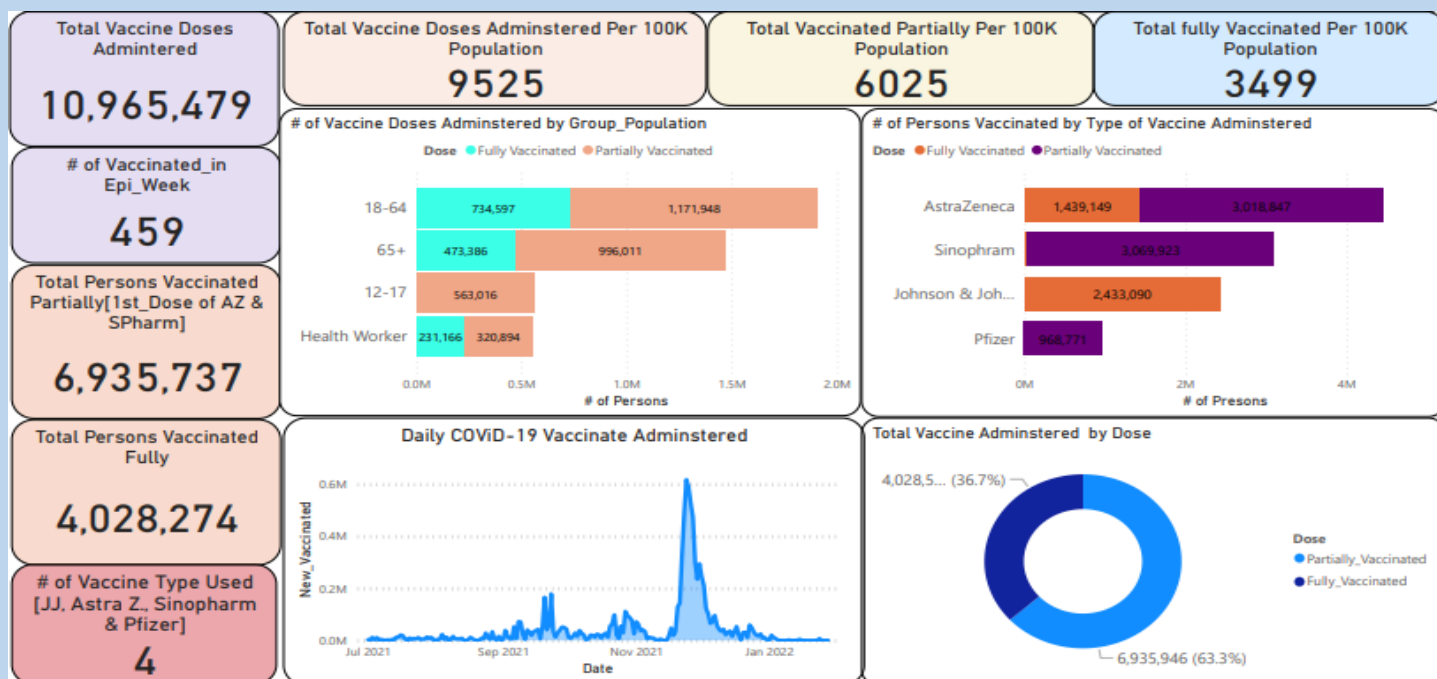 Total Vaccine Doses
Admintered
10,965,479
# of Vaccinated_in
Epi_Week
459
Total Persons Vaccinated
Partially[1st_Dose of AZ &
SPharm]
6,935,737
Total Persons Vaccinated
Fully
4,028,274
# of Vaccine Type Used
[JJ, Astra Z., Sinopharm
& Pfizer]
4
Total Vaccine Doses Adminstered Per 100K
Population
9525
Total Vaccinated Partially Per 100K
Population
6025
Total fully Vaccinated Per 100K
Population
3499
# of Vaccine Doses Adminstered by Group_Population
Dose Fully Vaccinated Partially Vaccinated
18-64 734,597 1,171,948
65+ 473,386 996,011
12-17 563,016
Health Worker 231,166 320,894
0.0M 0.5M 1.0M 1.5M 2.0M
# of Persons
# of Persons Vaccinated by Type of Vaccine Adminstered
Dose Fully Vaccinated Partially Vaccinated
AstraZeneca 1,439,149 3,018,847
Sinophram 3,069,923
Johnson & Joh... 2,433,090
Pfizer 968,771
0M 2M 4M
# of Presons
Daily COViD-19 Vaccinate Adminstered
New_Vaccinated
0.6M
0.4M
0.2M
0.0M
Jul 2021 Sep 2021 Nov 2021 Jan 2022
Date
Total Vaccine Adminstered by Dose
4,028,5... (36.7%)
Dose
Partially_Vaccinated
Fully_Vaccinated
6,935,946 (63.3%)